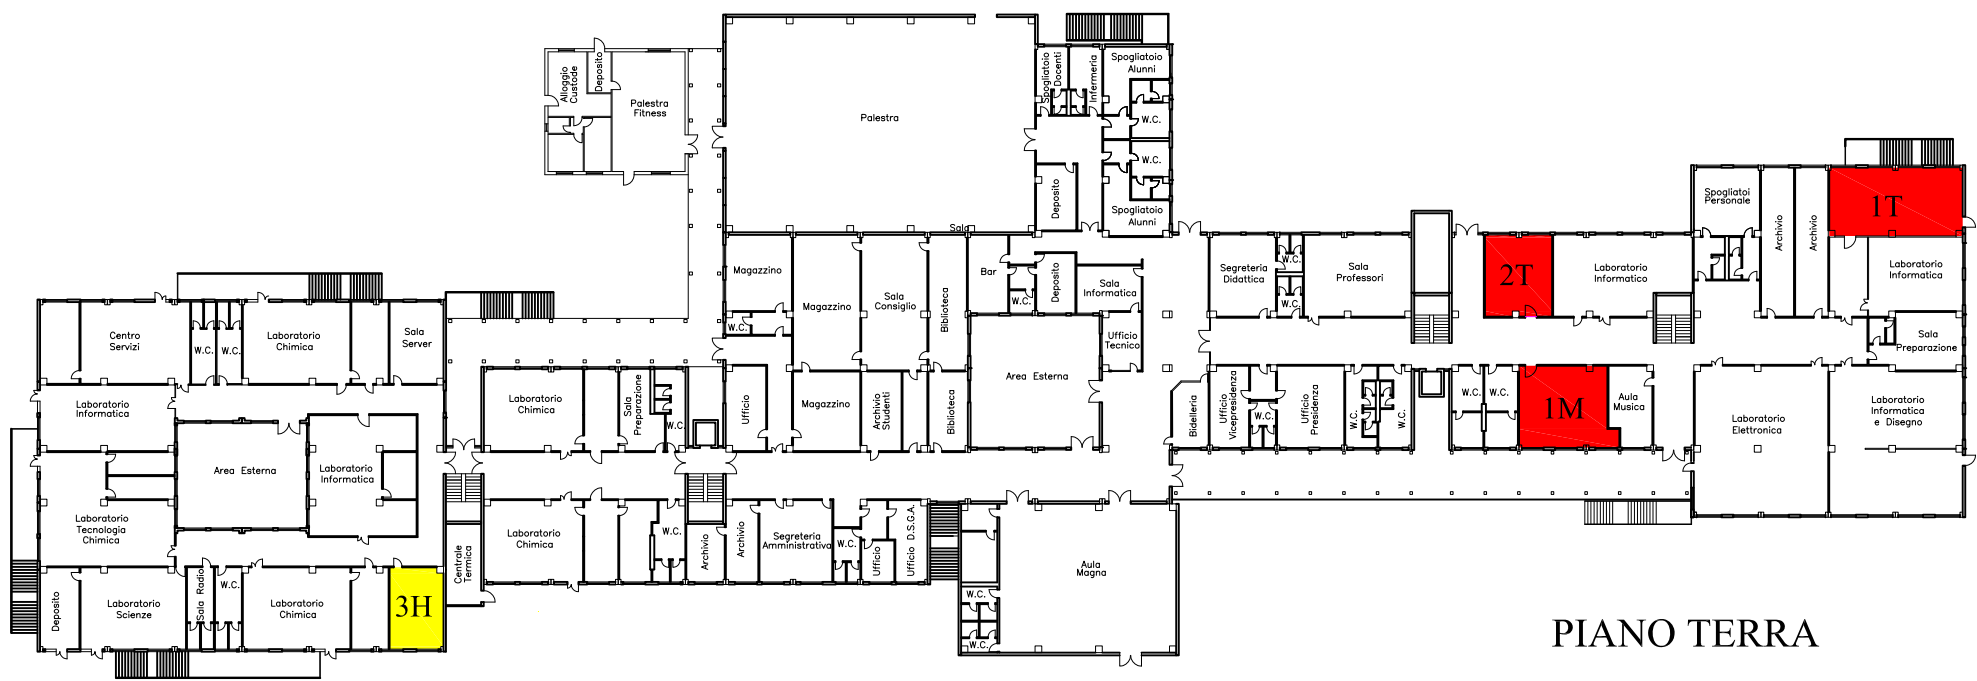 Alloggio
Custode
Deposito
Palestra
Fitness
Palestra
Spogliatoio
Docenti
Infermeria
Spogliatoio
Alunni
W.C.
W.C.
Deposito
Spogliatoio
Alunni
Sala
Magazzino
W.C.
Magazzino
Sala
Consiglio
Biblioteca
Bar
W.C.
Deposito
Sala
Informatica
Ufficio
Tecnico
Area Esterna
Ufficio
Magazzino
Archivio
Studenti
Biblioteca
Segreteria
Didattica
W.C.
W.C.
Sala
Professori
2T
Laboratorio
Informatico
Spogliatoi
Personale
Archivio
Archivio
1T
Laboratorio
Informatica
Sala
Preparazione
Bidelleria
Ufficio
Vicepresidenza
W.C.
Ufficio
Presidenza
W.C.
W.C.
W.C.
W.C.
1M
Aula
Musica
Laboratorio
Elettronica
Laboratorio
Informatica
e Disegno
Centro
Servizi
W.C.
W.C.
Laboratorio
Chimica
Sala
Server
Laboratorio
Informatica
Area Esterna
Laboratorio
Informatica
Laboratorio
Tecnologia
Chimica
Deposito
Laboratorio
Scienze
Sala Radio
W.C.
Laboratorio
Chimica
3H
Centrale
Termica
Laboratorio
Chimica
Sala
Preparazione
W.C.
Laboratorio
Chimica
W.C.
Archivio
Archivio
Segreteria
Amministrativa
W.C.
Ufficio
Ufficio D.S.G.A.
W.C.
W.C.
Aula
Magna
PIANO TERRA